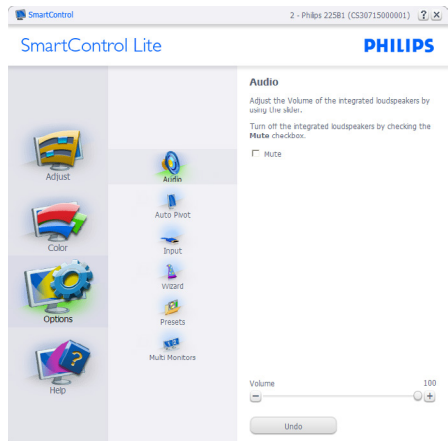 SmartControl
2 - Philips 225B1 (CS30715000001)
SmartControl Lite
PHILIPS
Adjust
Color
Options
Help
Audio
Auto Pivot
Input
Wizard
Presets
Multi Monitors
Audio
Adjust the Volume of the integrated loudspeakers by
using the slider.
Turn off the integrated loudspeakers by checking the
Mute checkbox.
Mute
Volume 100
Undo